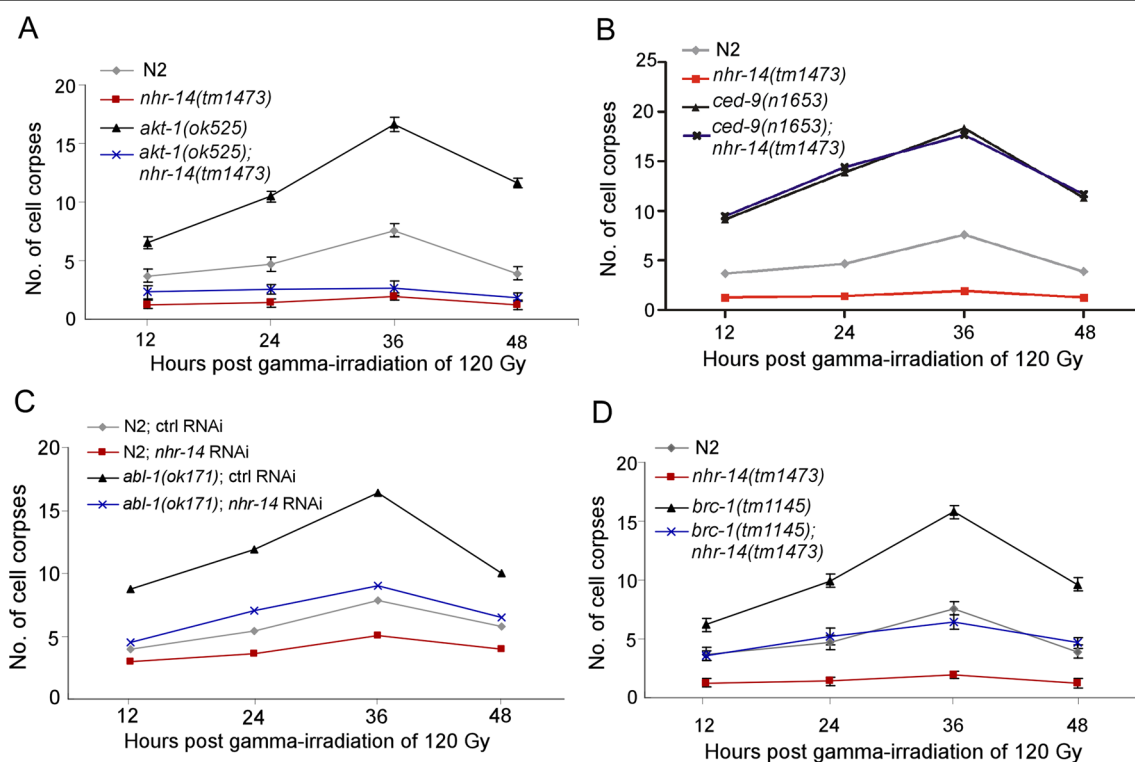 A
N2
nhr-14(tm1473)
akt-1(ok525)
akt-1(ok525);
nhr-14(tm1473)
20
15
10
5
0
No. of cell corpses
12 24 36 48
Hours post gamma-irradiation of 120 Gy
B
N2
nhr-14(tm1473)
ced-9(n1653)
ced-9(n1653);
nhr-14(tm1473)
25
20
15
10
5
0
No. of cell corpses
12 24 36 48
Hours post gamma-irradiation of 120 Gy
C
N2; ctrl RNAi
N2; nhr-14 RNAi
abl-1(ok171); ctrl RNAi
abl-1(ok171); nhr-14 RNAi
20
15
10
5
0
No. of cell corpses
12 24 36 48
Hours post gamma-irradiation of 120 Gy
D
N2
nhr-14(tm1473)
brc-1(tm1145)
brc-1(tm1145);
nhr-14(tm1473)
20
15
10
5
0
No. of cell corpses
12 24 36 48
Hours post gamma-irradiation of 120 Gy